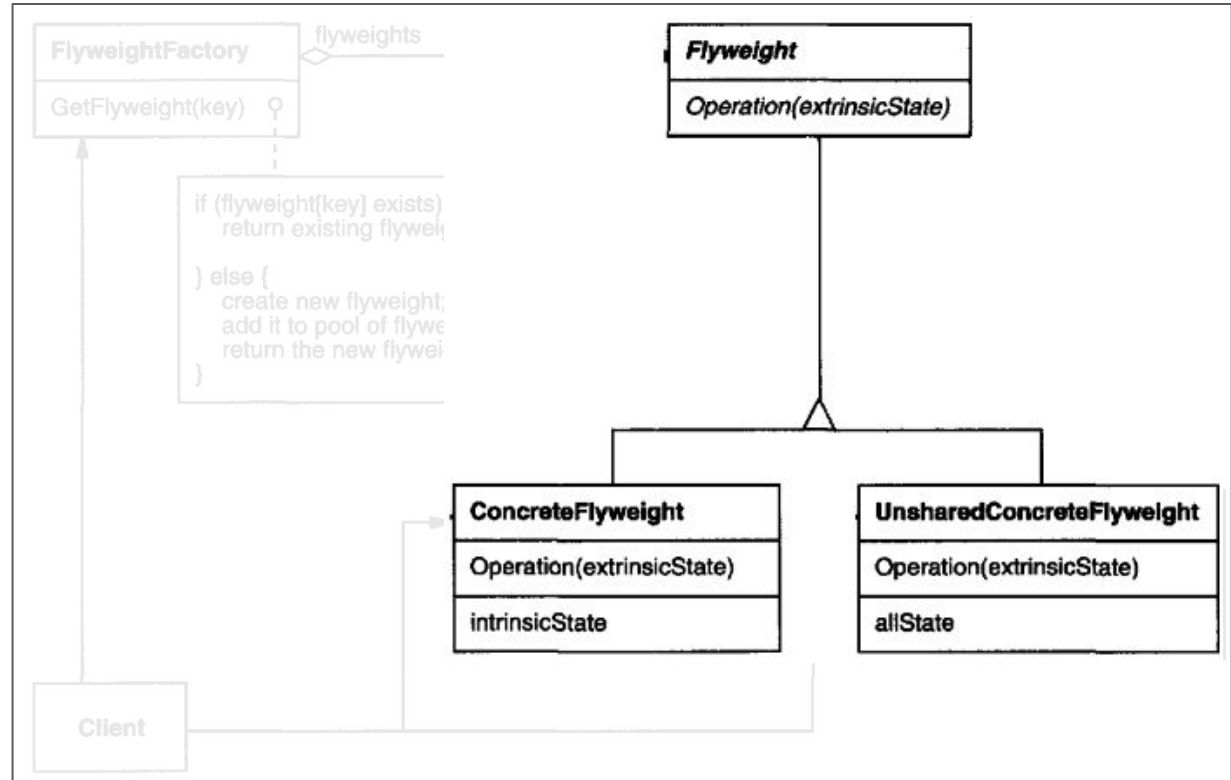 FlyweightFactory
flyweights
GetFlyweight(key)
if (flyweight[key] exists)
return existing
} else {
create new flyweight;
add it to pool of
return the new
}
Flyweight
Operation(extrinsicState)
ConcreteFlyweight
Operation(extrinsicState)
intrinsicState
UnsharedConcreteFlyweight
Operation(extrinsicState)
allState
Client